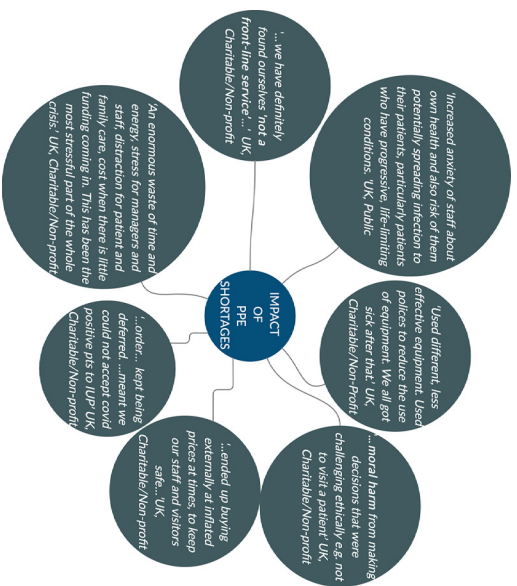 'Increased anxiety of staff about
own health and also risk of them
potentially spreading infection to
their patients, particularly patients
who have progressive, life-limiting
conditions. 'UK, Public
'Used different, less
effective equipment. Used
polices to reduce the use
of equipment. We all got
sick after that.' UK,
Charitable/Non-Profit
'... moral harm from making
decisions that were
challenging ethically e.g. not
to visit a patient' UK,
Charitable/Non-profit
'...we have definitely
found ourselves 'not a
front-line service'...' UK,
Charitable/Non-profit
IMPACT
OF
PPE
SHORTAGES
'...ended up buying
externally at inflated
prices at times, to keep
our staff and visitors
safe...'UK,
Charitable/Non-profit
'An enormous waste of time and
energy, stress for managers and
staff, distraction for patient and
family care, cost when there is little
funding coming in. This has been the
most stressful part of the whole
crisis.' UK, Charitable/Non-profit
'...order... kept being
deferred. ...meant we
could not accept covid
positive pts to IUP' UK,
Charitable/Non-profit